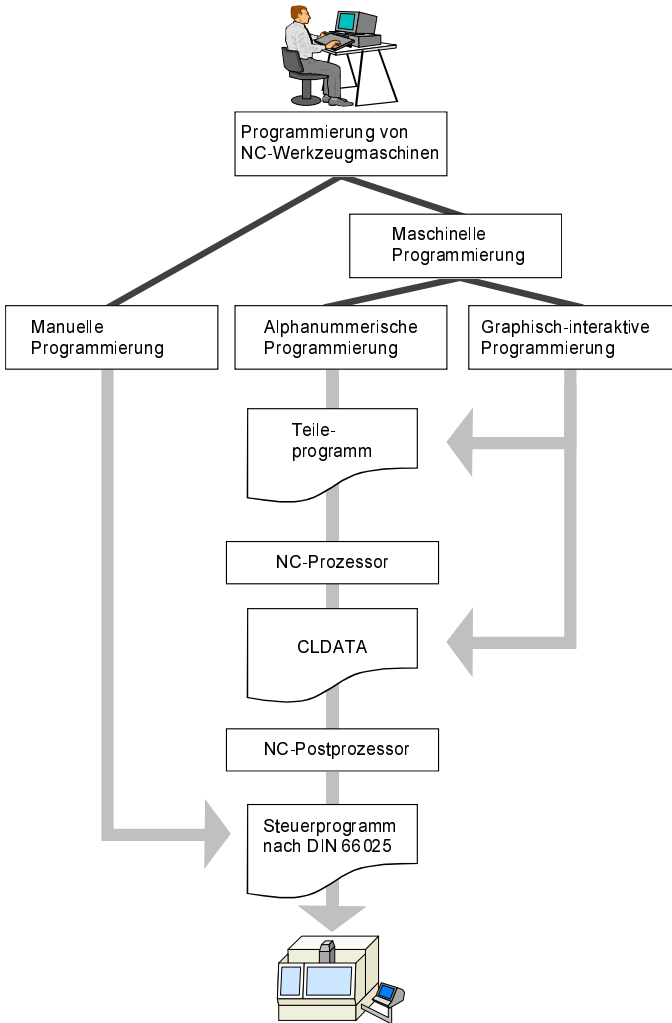 Programmierung von
NC-Werkzeugmaschinen
Maschinelle
Programmierung
Manuelle
Programmierung
Alphanummerische
Programmierung
Graphisch-interaktive
Programmierung
Teile-
programm
NC-Prozessor
CLDATA
NC-Postprozessor
Steuerprogramm
nach DIN 66025